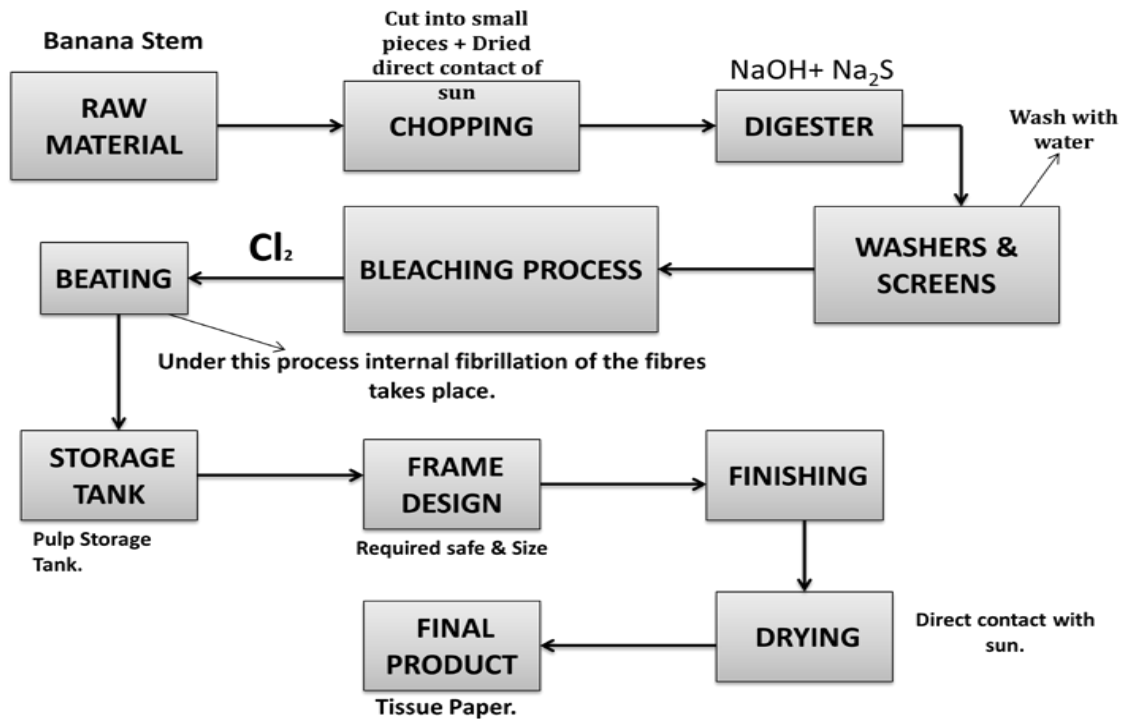 Banana Stem
RAW
MATERIAL
Cut into small
pieces + Dried
direct contact of
sun
CHOPPING
NaOH+ Na₂S
DIGESTER
Wash with
water
WASHERS &
SCREENS
BLEACHING PROCESS
Cl₂
BEATING
Under this process internal fibrillation of the fibres
takes place.
STORAGE
TANK
Pulp Storage
Tank.
FRAME
DESIGN
Required safe & Size
FINISHING
DRYING
Direct contact with
sun.
FINAL
PRODUCT
Tissue Paper.